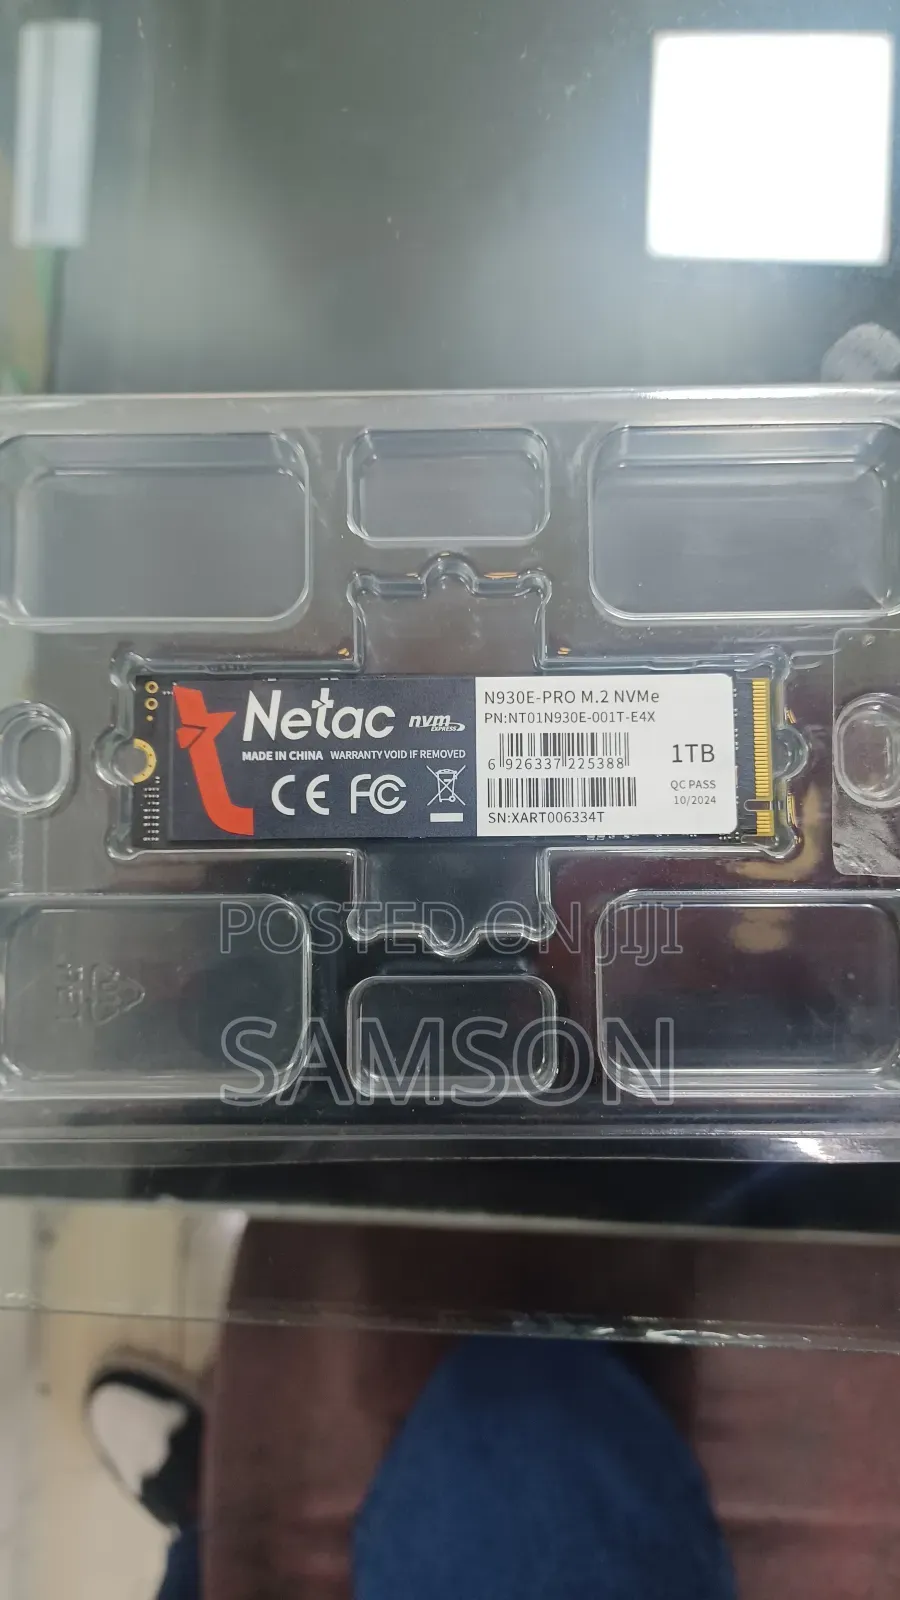 Netac nvm EXPRESS
MADE IN CHINA WARRANTY VOID IF REMOVED
CE FC
N930E-PRO M.2 NVMe
PN:NT01N930E-001T-E4X
6 926337 225388
1TB
QC PASS
10/2024
SN:XART006334T
POSTED ON JIJI
SAMSON